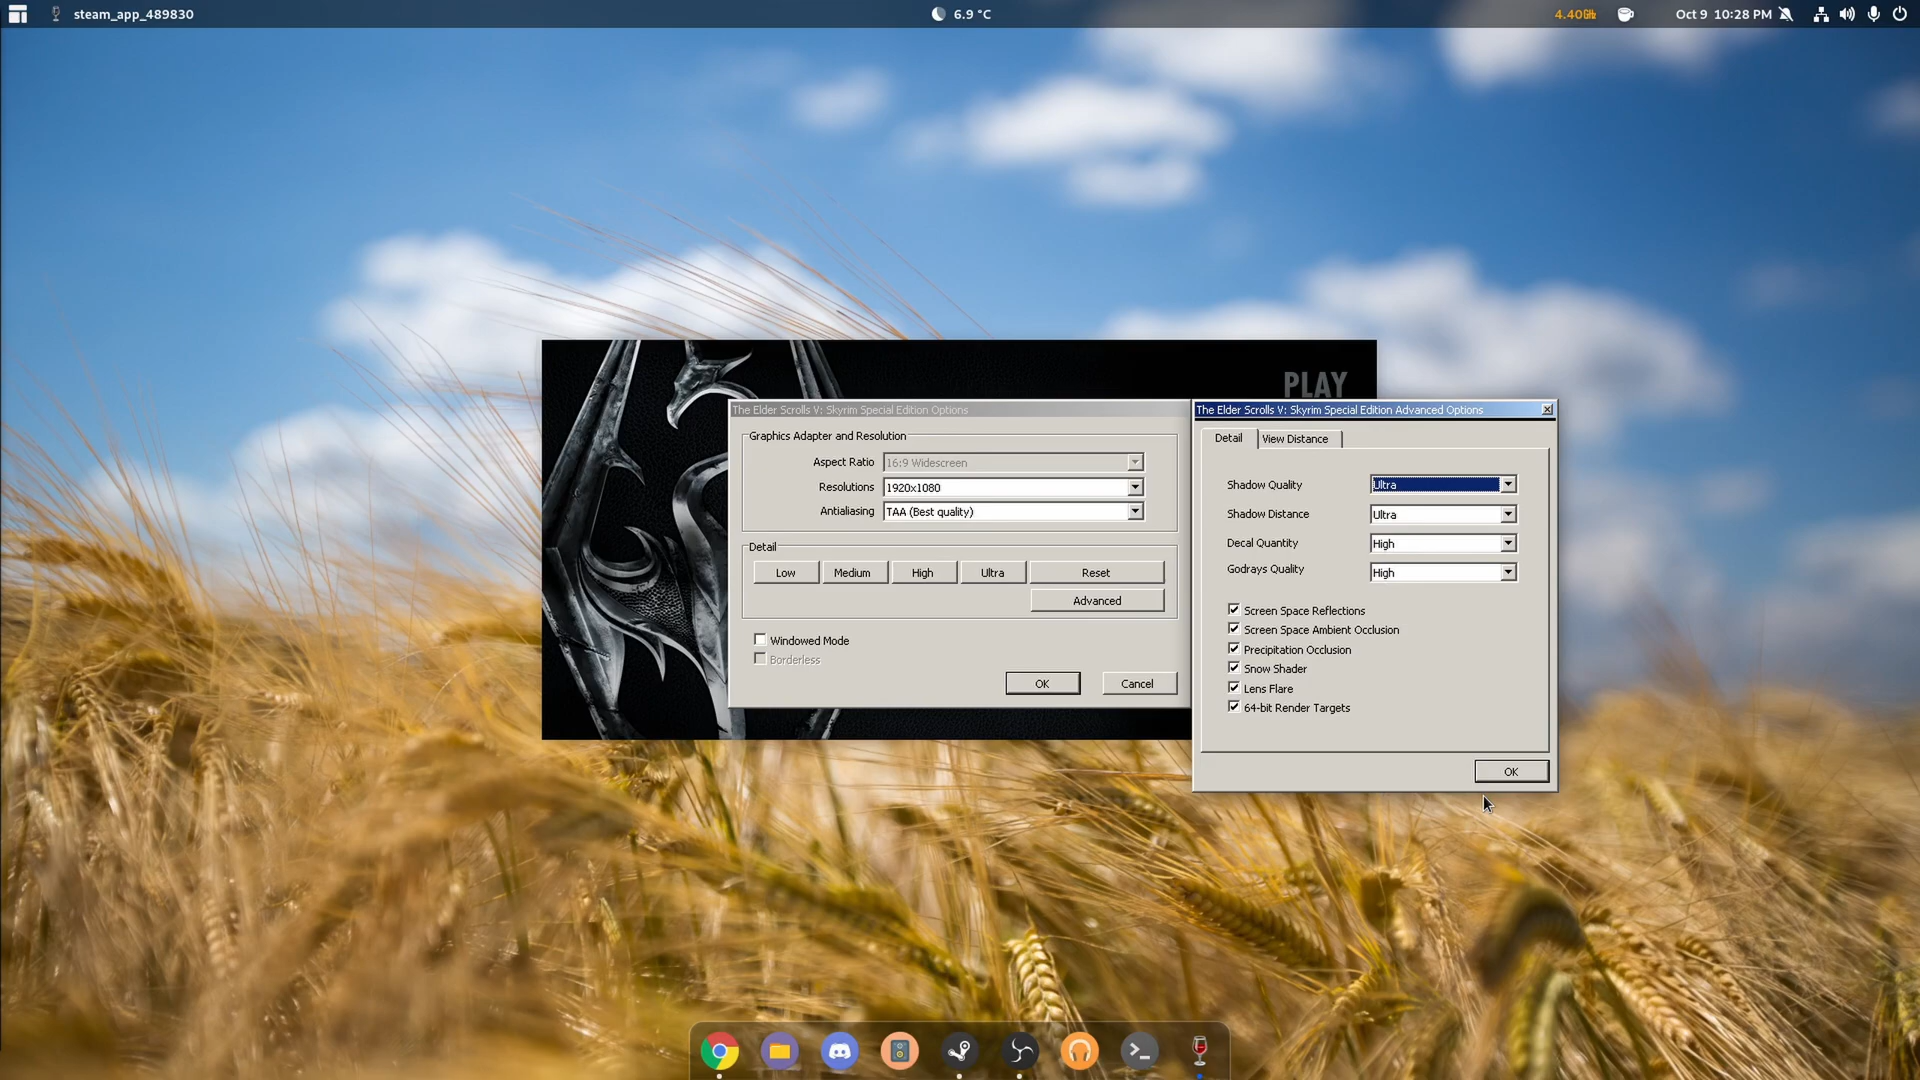 steam_app_489830
6.9 °C
4.40GHz
Oct 9 10:28 PM
PLAY
The Elder Scrolls V: Skyrim Special Edition Options
Graphics Adapter and Resolution
Aspect Ratio 16:9 Widescreen
Resolutions 1920x1080
Antialiasing TAA (Best quality)
Detail
Low Medium High Ultra Reset
Advanced
Windowed Mode
Borderless
OK Cancel
The Elder Scrolls V: Skyrim Special Edition Advanced Options
Detail View Distance
Shadow Quality Ultra
Shadow Distance Ultra
Decal Quantity High
Godrays Quality High
Screen Space Reflections
Screen Space Ambient Occlusion
Precipitation Occlusion
Snow Shader
Lens Flare
64-bit Render Targets
OK